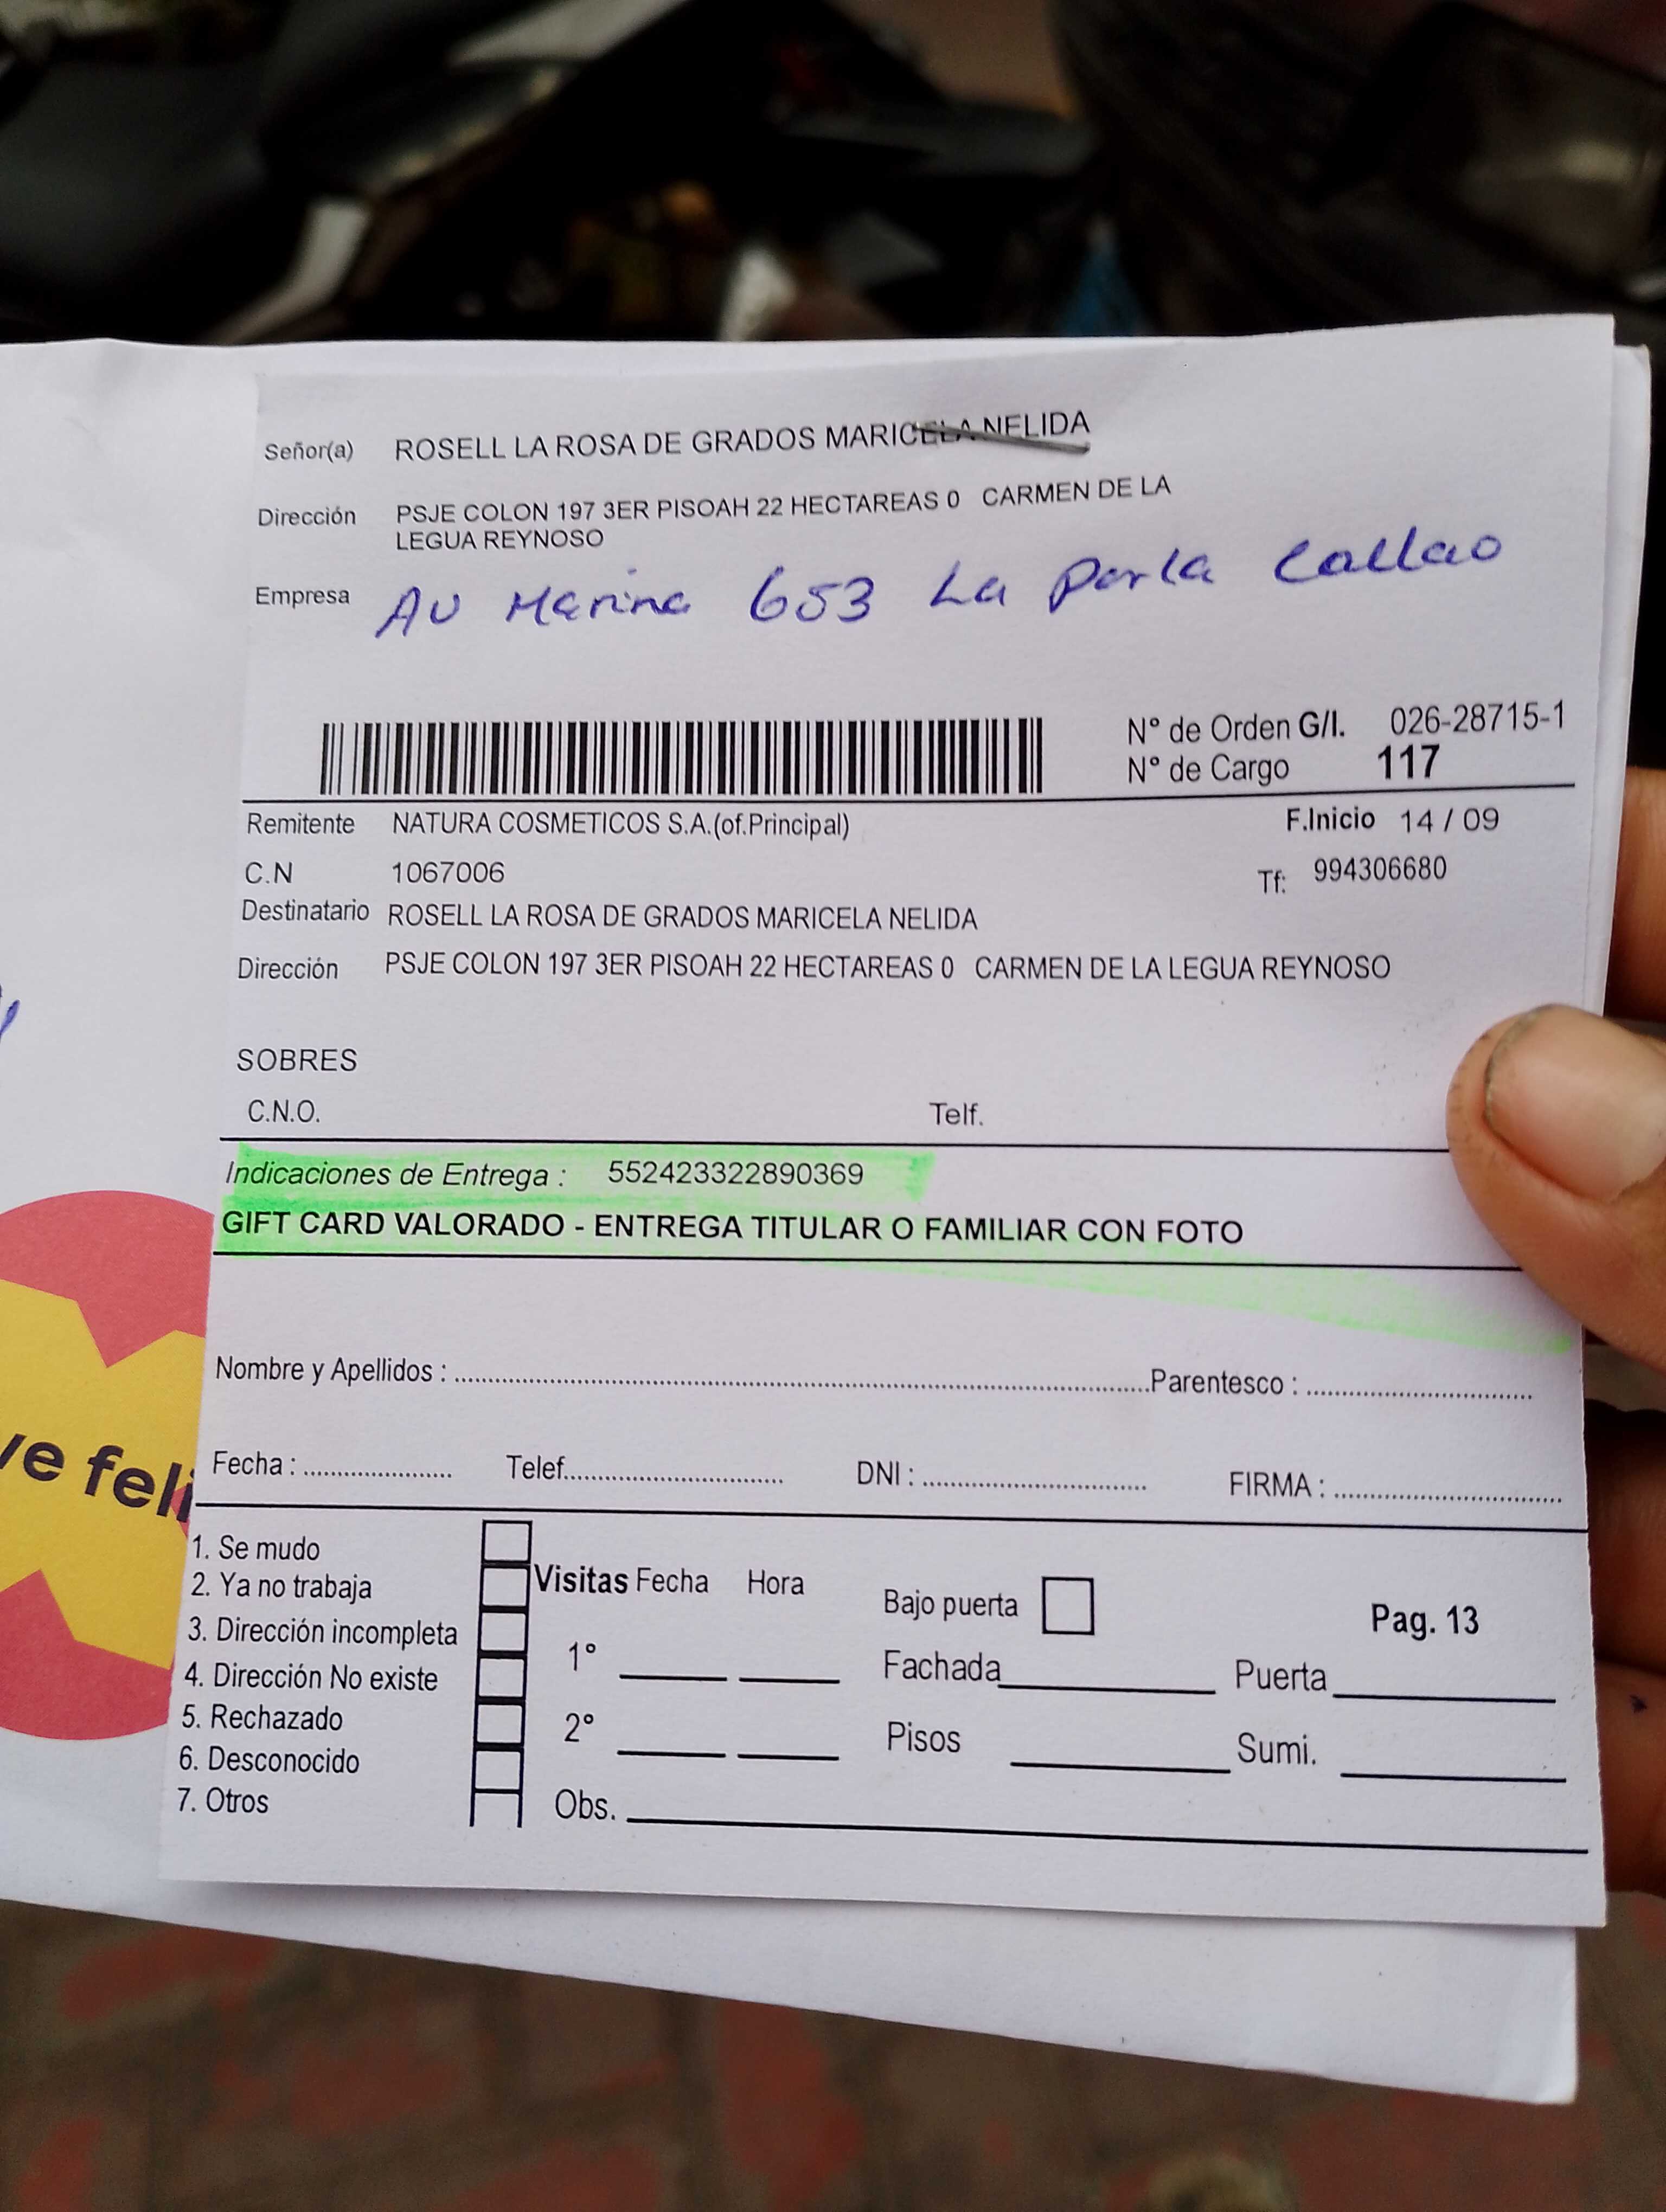 Señor(a) ROSELL LA ROSA DE GRADOS MARICELA NELIDA
Dirección PSJE COLON 197 3ER PISOAH 22 HECTAREAS 0 CARMEN DE LA
LEGUA REYNOSO
Empresa Av Marina 653 La Perla Callao
N° de Orden G/I. 026-28715-1
N° de Cargo 117
Remitente NATURA COSMETICOS S.A.(of.Principal) F.Inicio 14 / 09
C.N 1067006 Tf: 994306680
Destinatario ROSELL LA ROSA DE GRADOS MARICELA NELIDA
Dirección PSJE COLON 197 3ER PISOAH 22 HECTAREAS 0 CARMEN DE LA LEGUA REYNOSO
SOBRES
C.N.O. Telf.
Indicaciones de Entrega : 552423322890369
GIFT CARD VALORADO - ENTREGA TITULAR O FAMILIAR CON FOTO
Nombre y Apellidos : Parentesco :
Fecha : Telef. DNI : FIRMA :
ve feli
1. Se mudo
2. Ya no trabaja
3. Dirección incompleta
4. Dirección No existe
5. Rechazado
6. Desconocido
7. Otros
Visitas Fecha Hora
1°
2°
Obs.
Bajo puerta
Fachada Puerta
Pisos Sumi.
Pag. 13